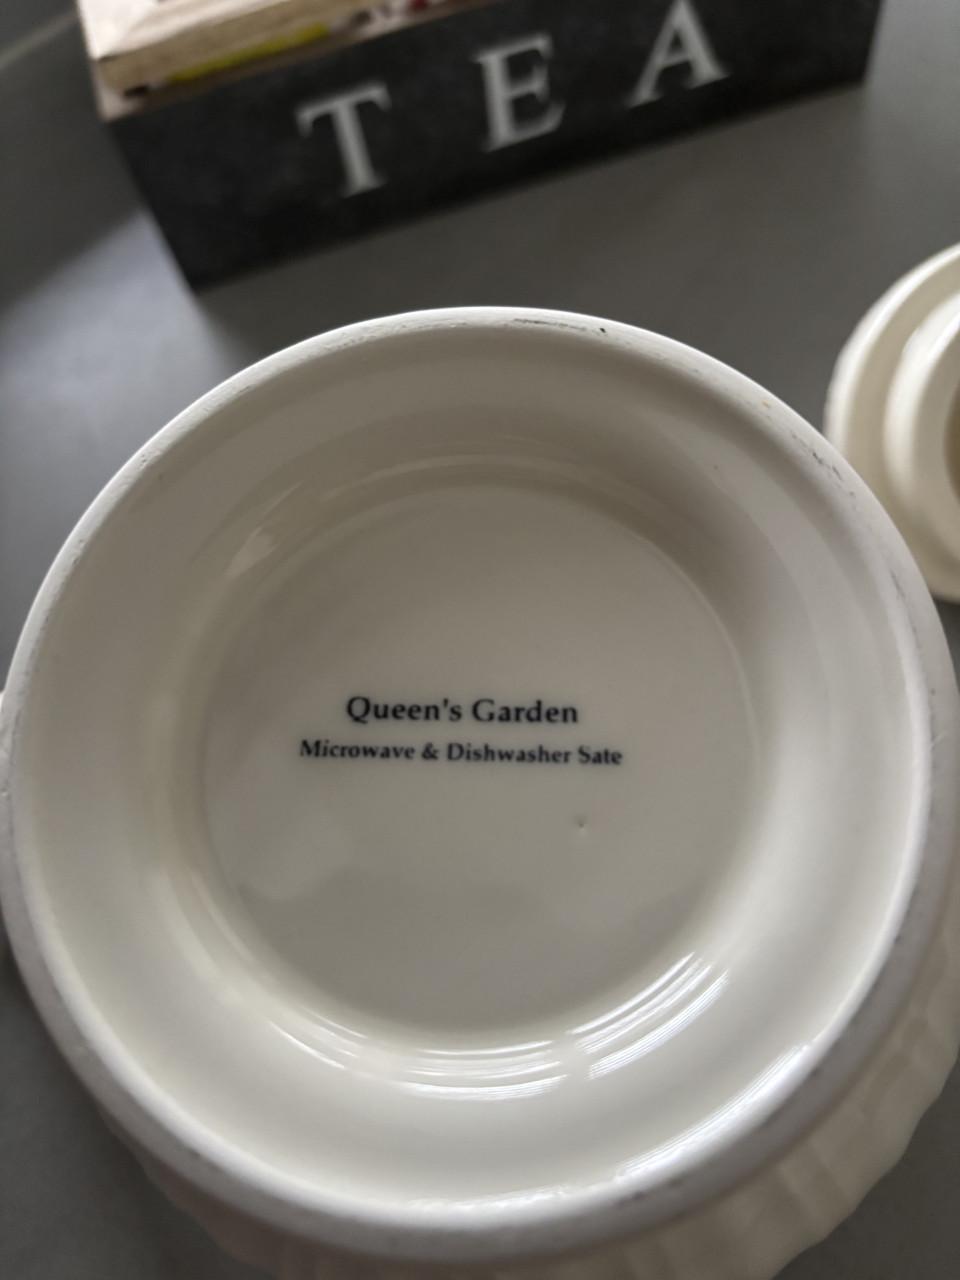 TEA
Queen's Garden
Microwave & Dishwasher Sate